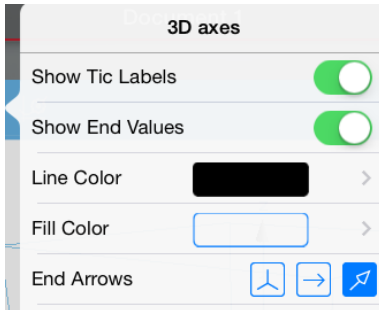 3D axes
Show Tic Labels
Show End Values
Line Color
Fill Color
End Arrows